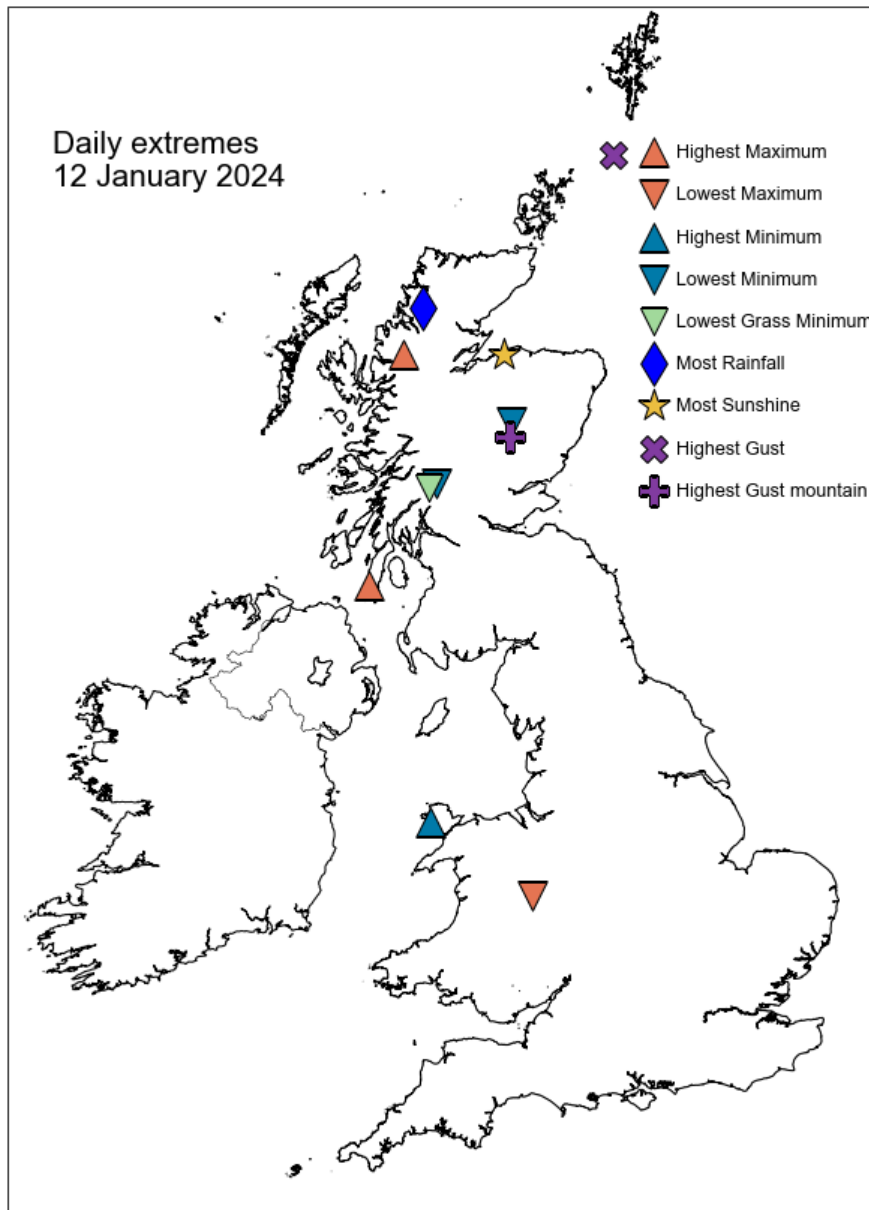 Daily extremes
12 January 2024
Highest Maximum
Lowest Maximum
Highest Minimum
Lowest Minimum
Lowest Grass Minimum
Most Rainfall
Most Sunshine
Highest Gust
Highest Gust mountain